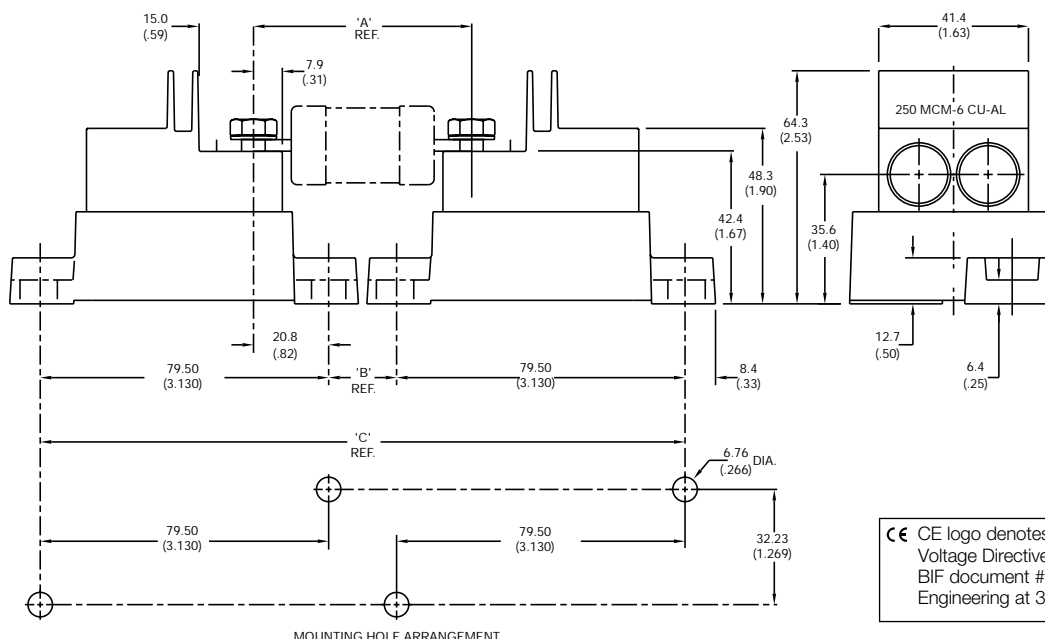 15.0
(.59)
'A'
REF.
7.9
(.31)
41.4
(1.63)
250 MCM-6 CU-AL
64.3
(2.53)
48.3
(1.90)
42.4
(1.67)
35.6
(1.40)
20.8
(.82)
12.7
(.50)
6.4
(.25)
79.50
(3.130)
'B'
REF.
79.50
(3.130)
8.4
(.33)
'C'
REF.
6.76
(.266)
DIA.
79.50
(3.130)
79.50
(3.130)
32.23
(1.269)
CE CE logo denotes
Voltage Directive
BIF document #
Engineering at 3
MOUNTING HOLE ARRANGEMENT